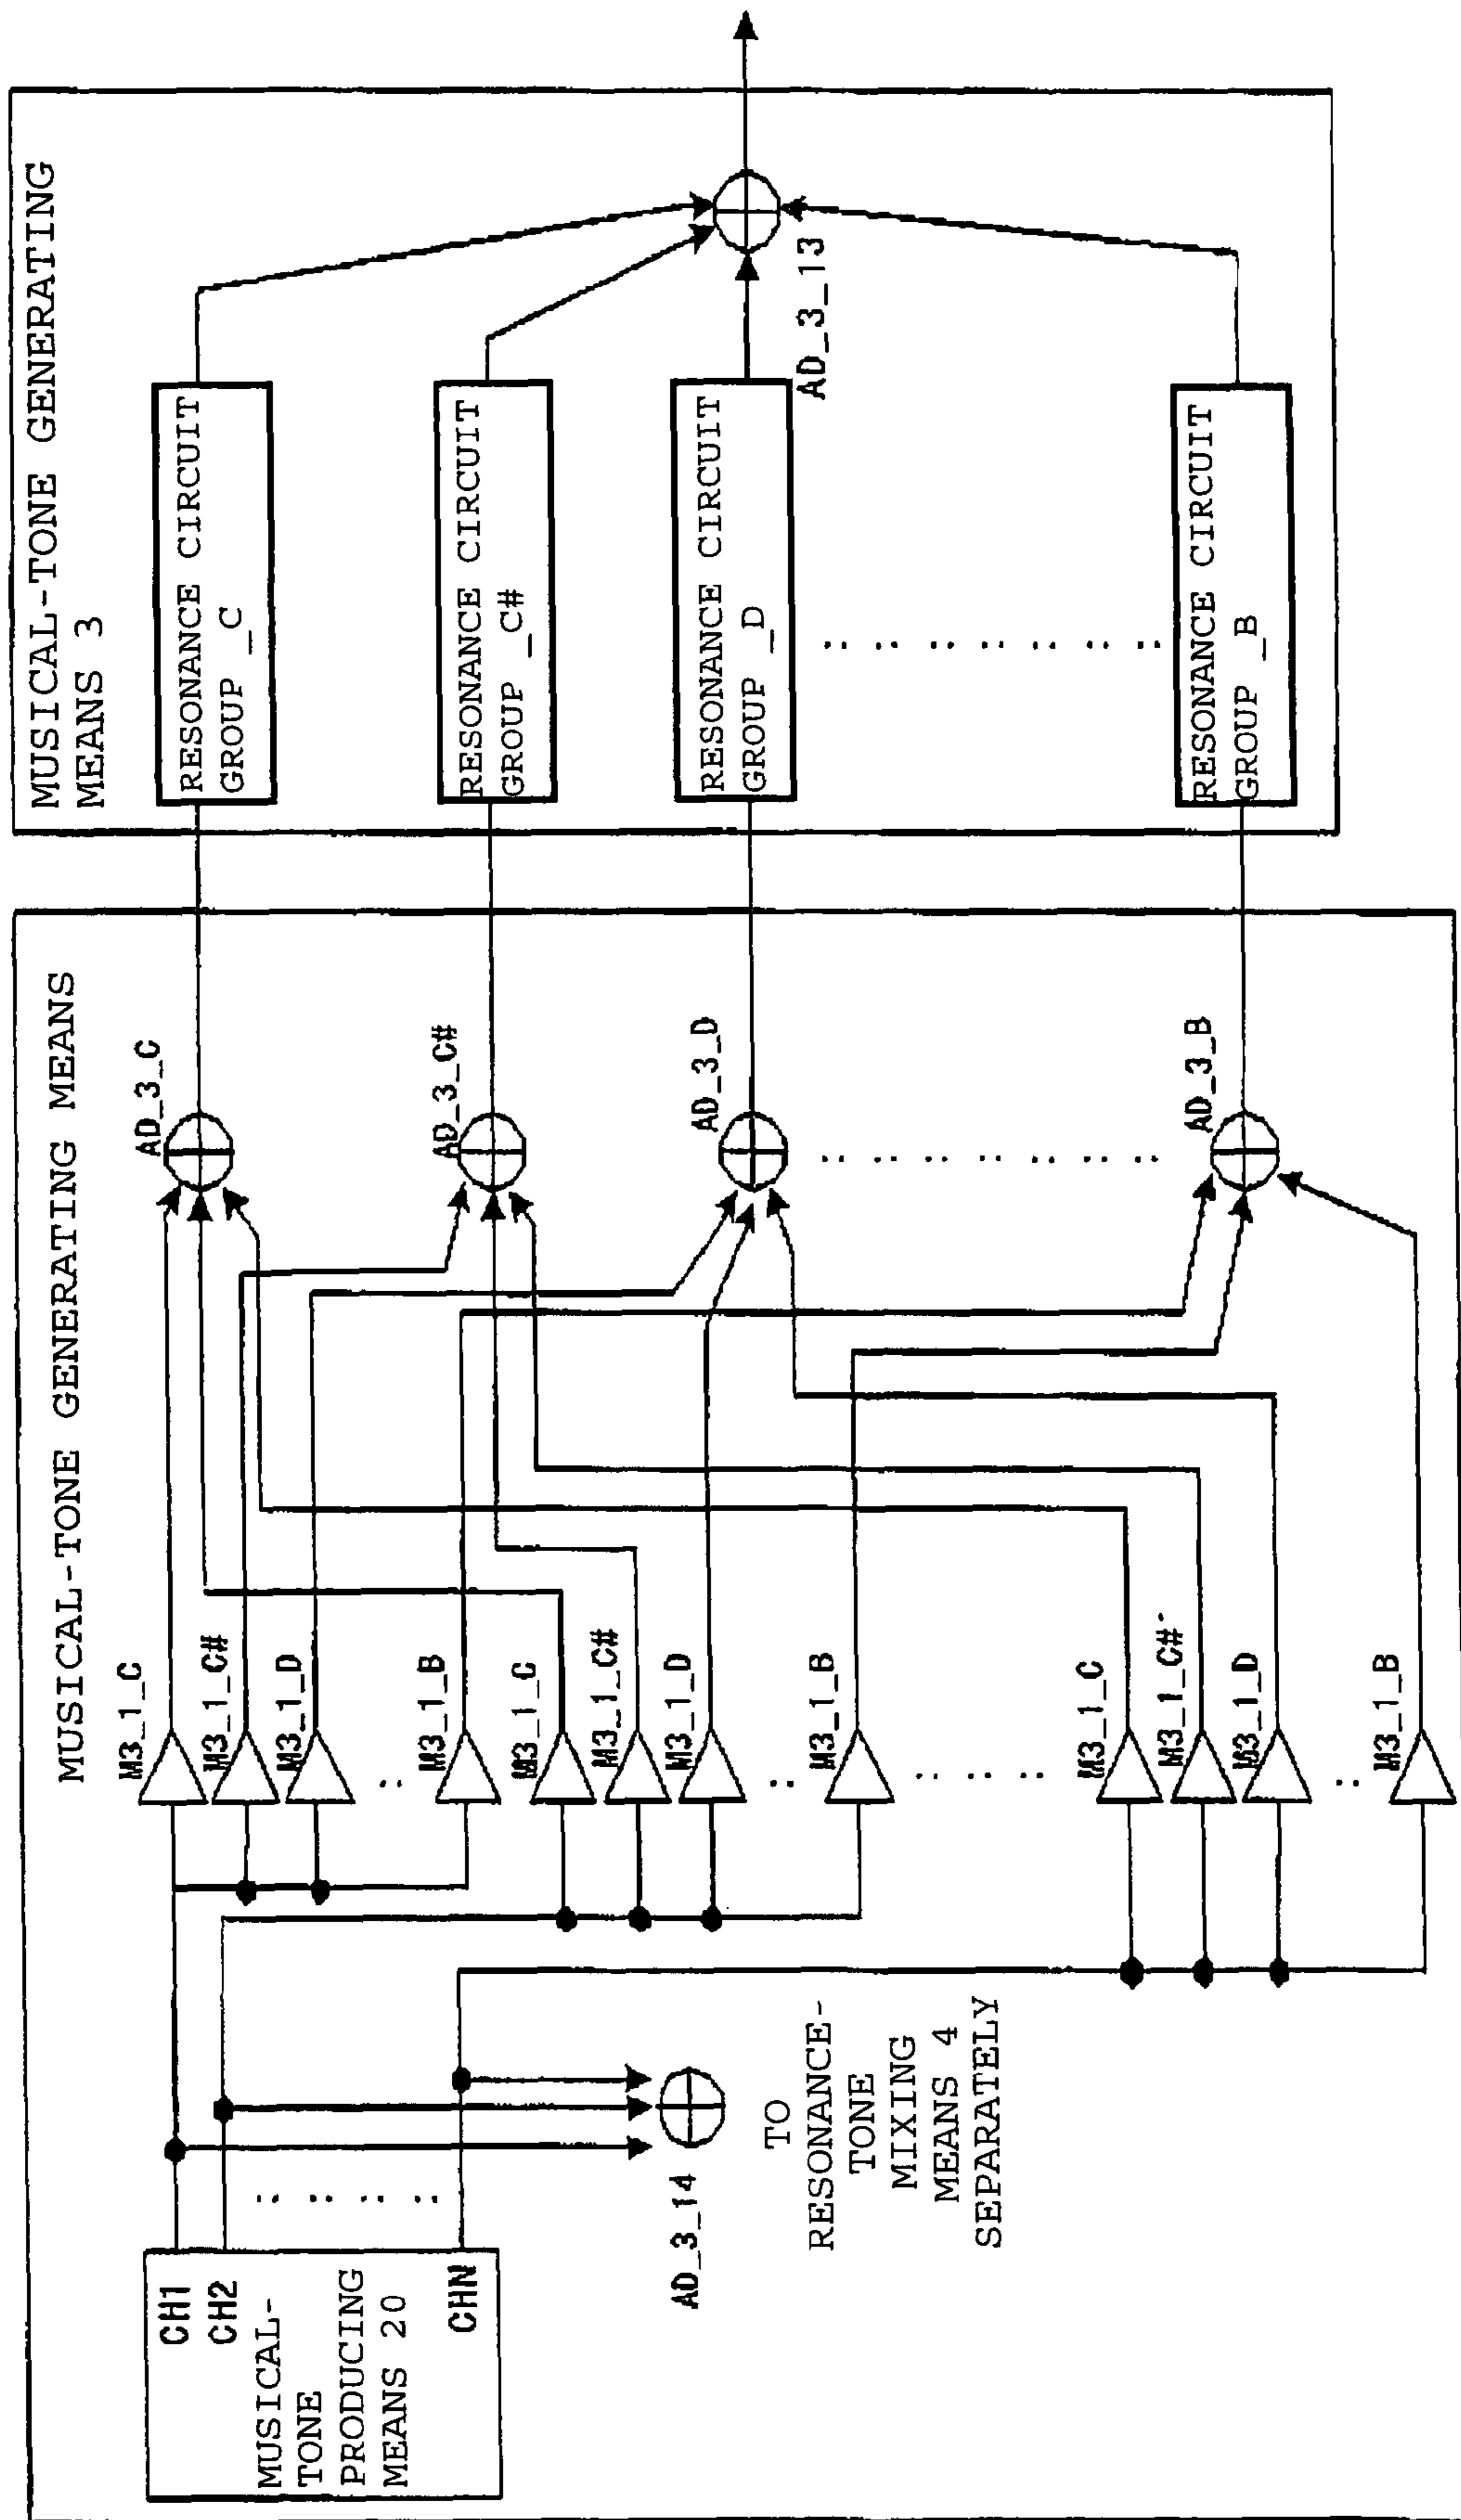 MUSICAL-TONE GENERATING MEANS
CH1
CH2
MUSICAL-
TONE
PRODUCING
MEANS 20
CHN
AD_3_14
TO
RESONANCE-
TONE
MIXING
MEANS 4
SEPARATELY
M3_1_C
M3_1_C#
M3_1_D
M3_1_B
M3_1_C
M3_1_C#
M3_1_D
M3_1_B
M3_1_C
M3_1_C#
M3_1_D
M3_1_B
AD_3_C
AD_3_C#
AD_3_D
AD_3_B
MUSICAL-TONE GENERATING
MEANS 3
RESONANCE CIRCUIT
GROUP _C
RESONANCE CIRCUIT
GROUP _C#
RESONANCE CIRCUIT
GROUP _D
RESONANCE CIRCUIT
GROUP _B
AD_3_13